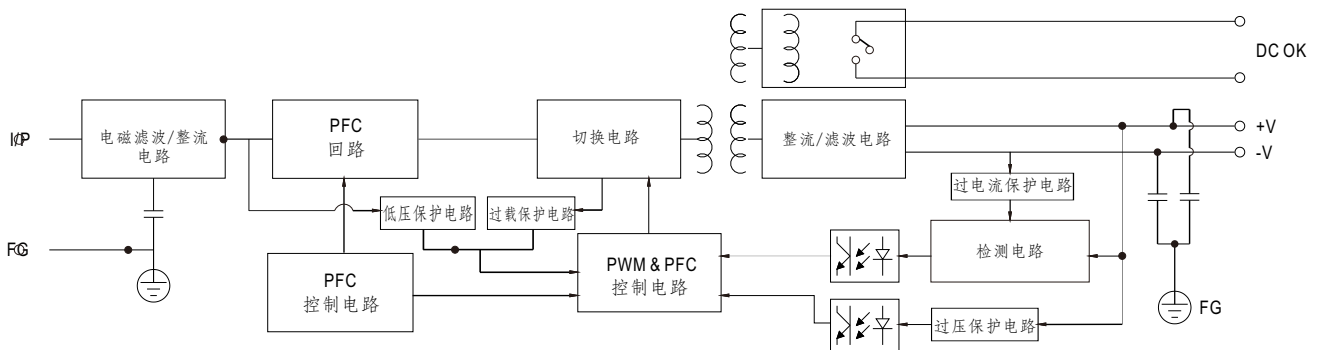 DC OK
I/P
电磁滤波/整流
电路
PFC
回路
切换电路
整流/滤波电路
+V
-V
过电流保护电路
低压保护电路
过载保护电路
FG
检测电路
PFC
控制电路
PWM & PFC
控制电路
过压保护电路
FG